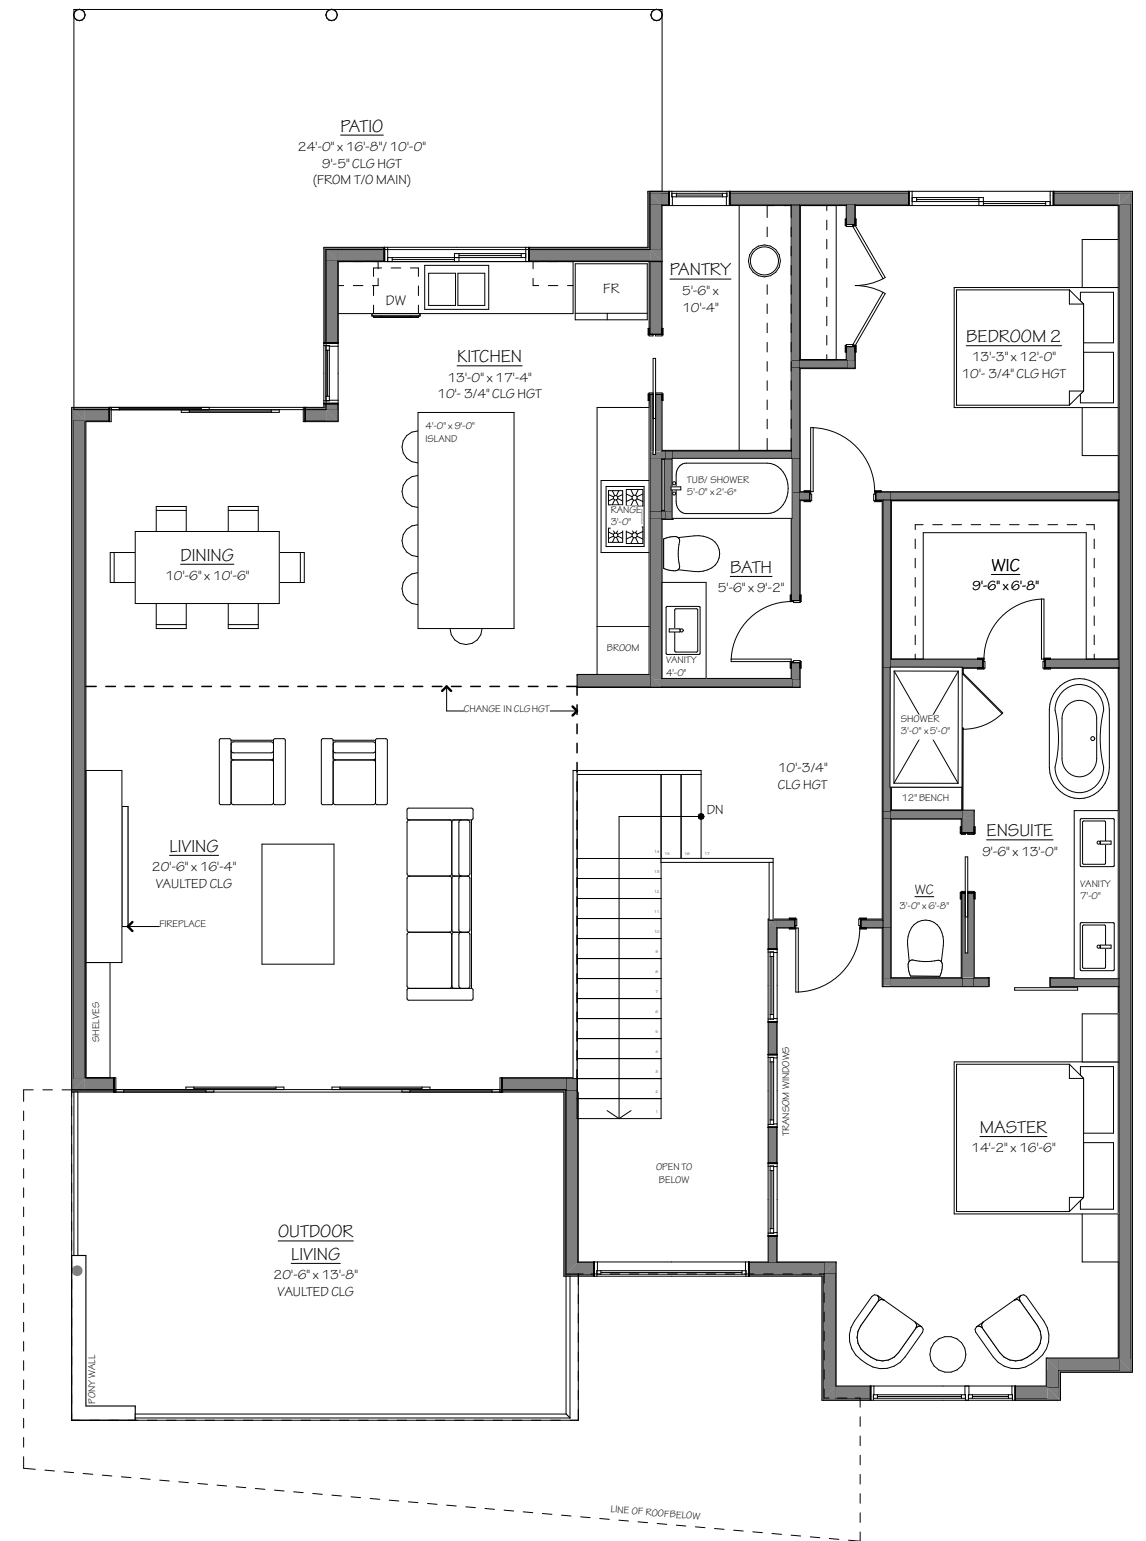 PATIO
24'-0" x 16'-8"/ 10'-0"
9'-5" CLG HGT
(FROM T/O MAIN)
PANTRY
5'-6" x
10'-4"
DW
FR
KITCHEN
13'-0" x 17'-4"
10'- 3/4" CLG HGT
BEDROOM 2
13'-3" x 12'-0"
10'- 3/4" CLG HGT
4'-0" x 9'-0"
ISLAND
TUB/ SHOWER
5'-0" x 2'-6"
RANGE
3'-0"
DINING
10'-6" x 10'-6"
BATH
5'-6" x 9'-2"
WIC
9'-6" x 6'-8"
BROOM
VANITY
4'-0"
CHANGE IN CLG HGT
SHOWER
3'-0" x 5'-0"
10'-3/4"
CLG HGT
12" BENCH
DN
ENSUITE
9'-6" x 13'-0"
LIVING
20'-6" x 16'-4"
VAULTED CLG
VANITY
7'-0"
WC
3'-0" x 6'-8"
FIREPLACE
SHELVES
TRANSOM WINDOWS
MASTER
14'-2" x 16'-6"
OPEN TO
BELOW
OUTDOOR
LIVING
20'-6" x 13'-8"
VAULTED CLG
PONY WALL
LINE OF ROOF BELOW